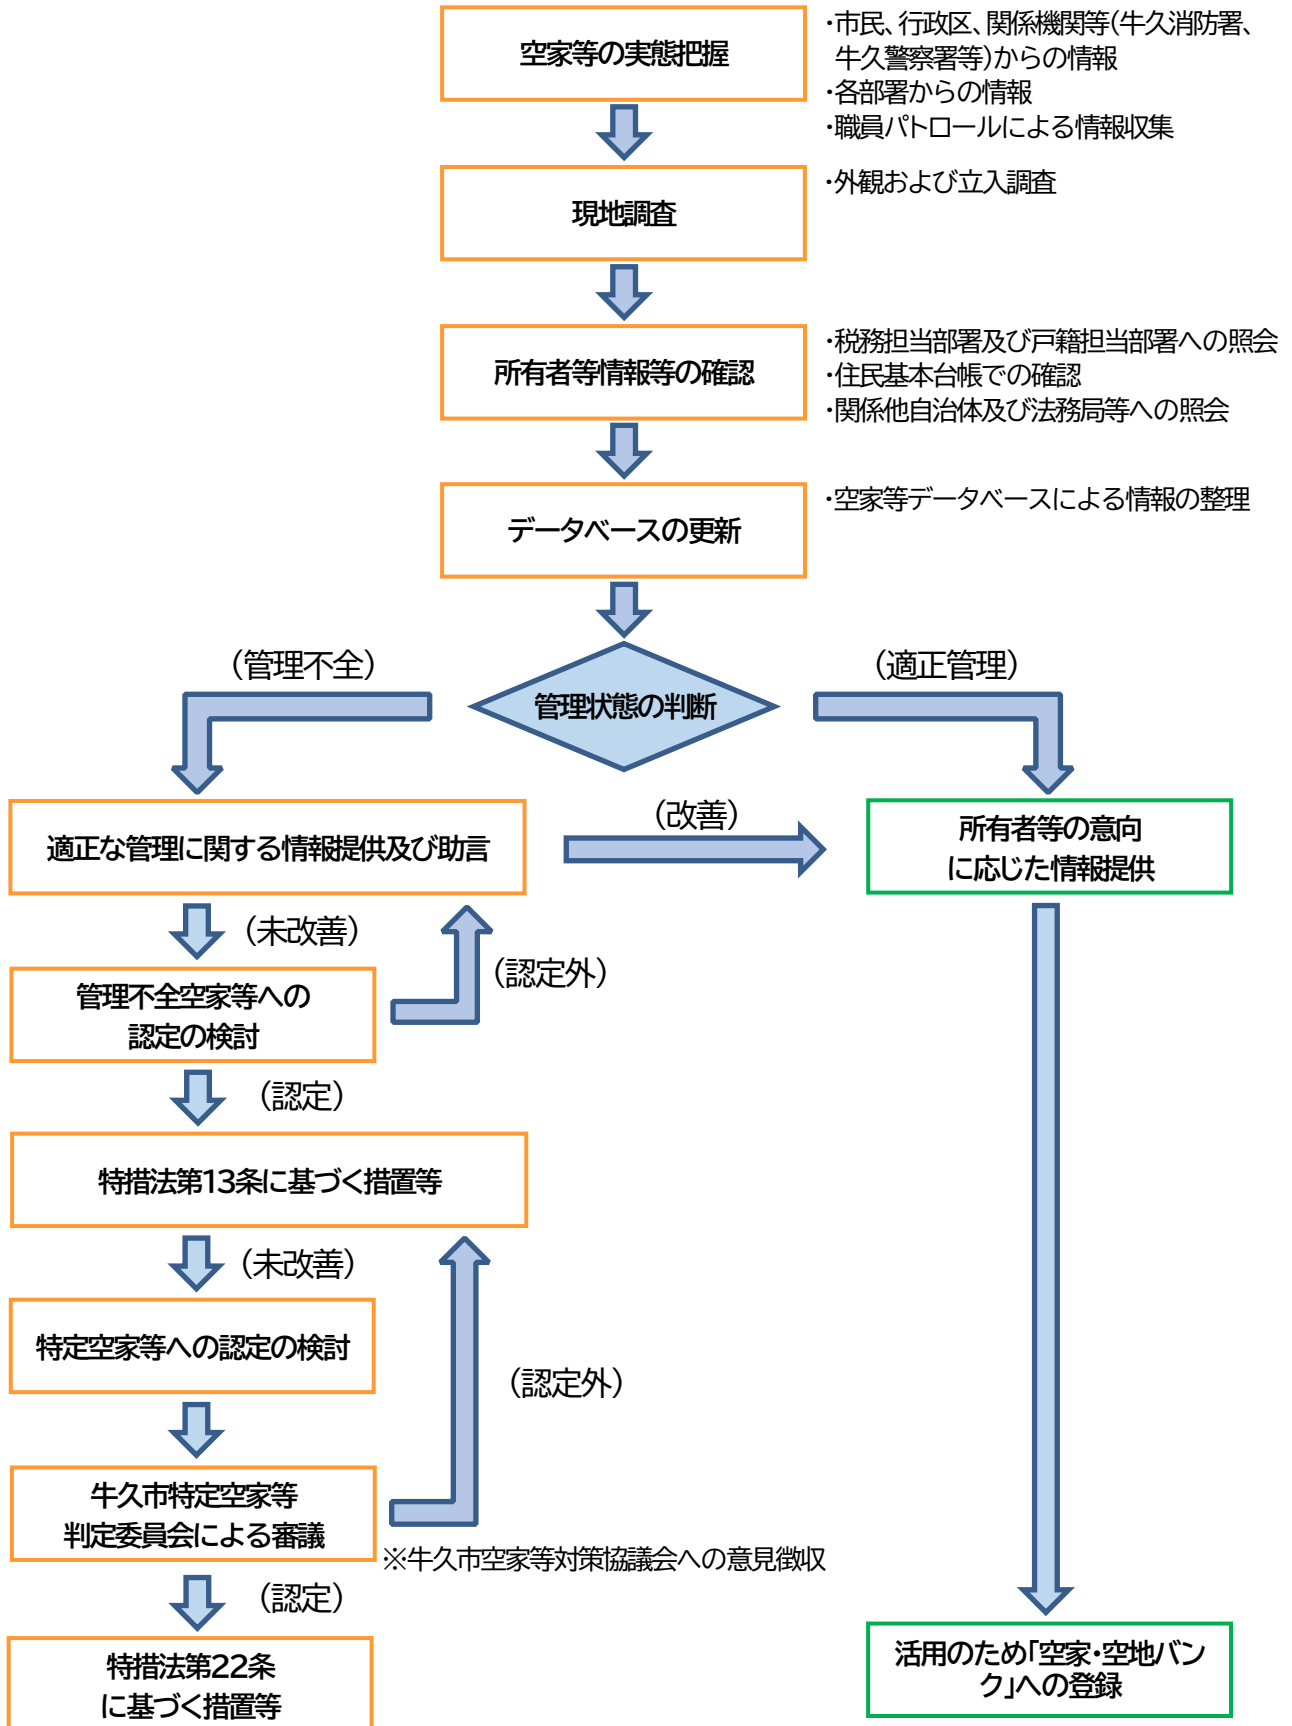 空家等の実態把握
・市民、行政区、関係機関等(牛久消防署、
牛久警察署等)からの情報
・各部署からの情報
・職員パトロールによる情報収集
現地調査
・外観および立入調査
所有者等情報等の確認
・税務担当部署及び戸籍担当部署への照会
・住民基本台帳での確認
・関係他自治体及び法務局等への照会
データベースの更新
・空家等データベースによる情報の整理
(管理不全)
(適正管理)
管理状態の判断
適正な管理に関する情報提供及び助言
(改善)
所有者等の意向
に応じた情報提供
(未改善)
(認定外)
管理不全空家等への
認定の検討
(認定)
特措法第13条に基づく措置等
(未改善)
特定空家等への認定の検討
(認定外)
牛久市特定空家等
判定委員会による審議
※牛久市空家等対策協議会への意見徴収
(認定)
特措法第22条
に基づく措置等
活用のため「空家・空地バン
ク」への登録